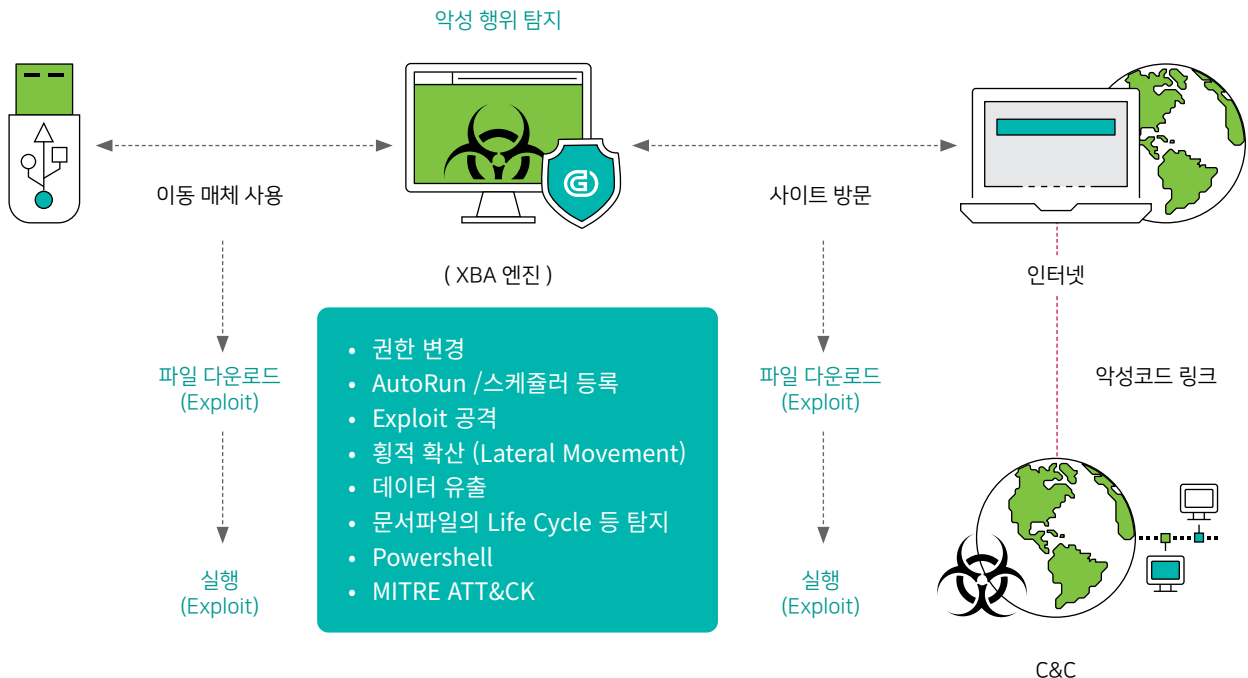 악성 행위 탐지
이동 매체 사용
사이트 방문
( XBA 엔진 )
인터넷
• 권한 변경
• AutoRun /스케쥴러 등록
• Exploit 공격
• 횡적 확산 (Lateral Movement)
• 데이터 유출
• 문서파일의 Life Cycle 등 탐지
• Powershell
• MITRE ATT&CK
파일 다운로드
(Exploit)
실행
(Exploit)
파일 다운로드
(Exploit)
실행
(Exploit)
악성코드 링크
C&C